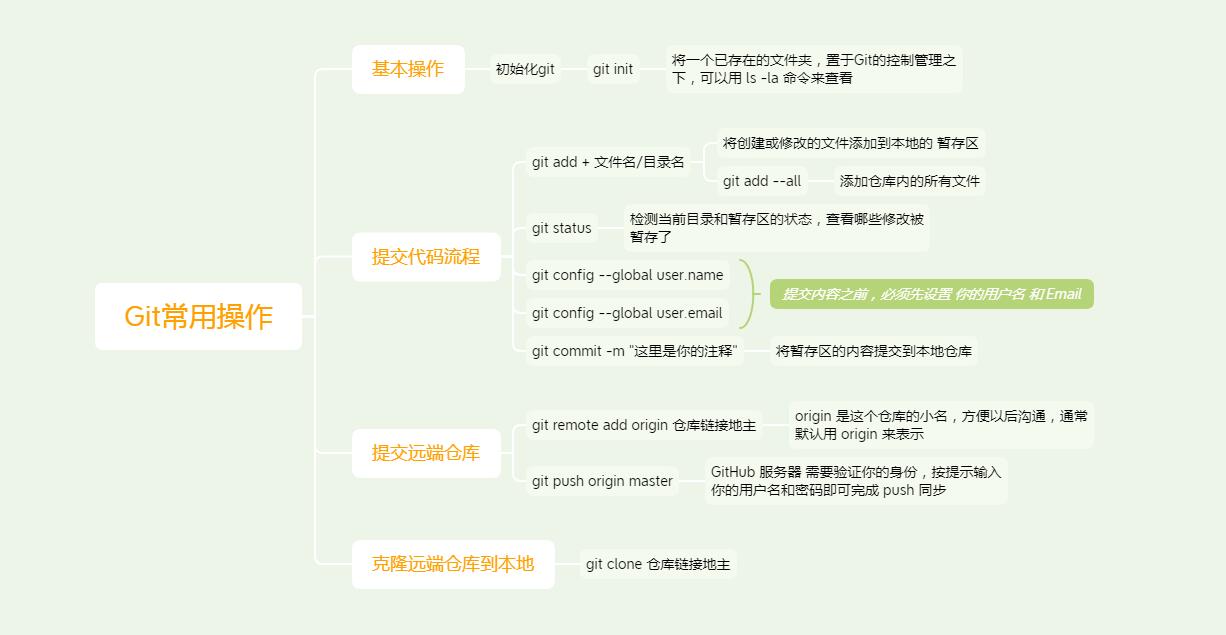 Git常用操作
基本操作
初始化git
git init
将一个已存在的文件夹，置于Git的控制管理之
下，可以用 ls -la 命令来查看
提交代码流程
git add + 文件名/目录名
将创建或修改的文件添加到本地的 暂存区
git add --all
添加仓库内的所有文件
git status
检测当前目录和暂存区的状态，查看哪些修改被
暂存了
git config --global user.name
git config --global user.email
提交内容之前，必须先设置 你的用户名 和 Email
git commit -m "这里是你的注释"
将暂存区的内容提交到本地仓库
提交远端仓库
git remote add origin 仓库链接地主
origin 是这个仓库的小名，方便以后沟通，通常
默认用 origin 来表示
git push origin master
GitHub 服务器 需要验证你的身份，按提示输入
你的用户名和密码即可完成 push 同步
克隆远端仓库到本地
git clone 仓库链接地主